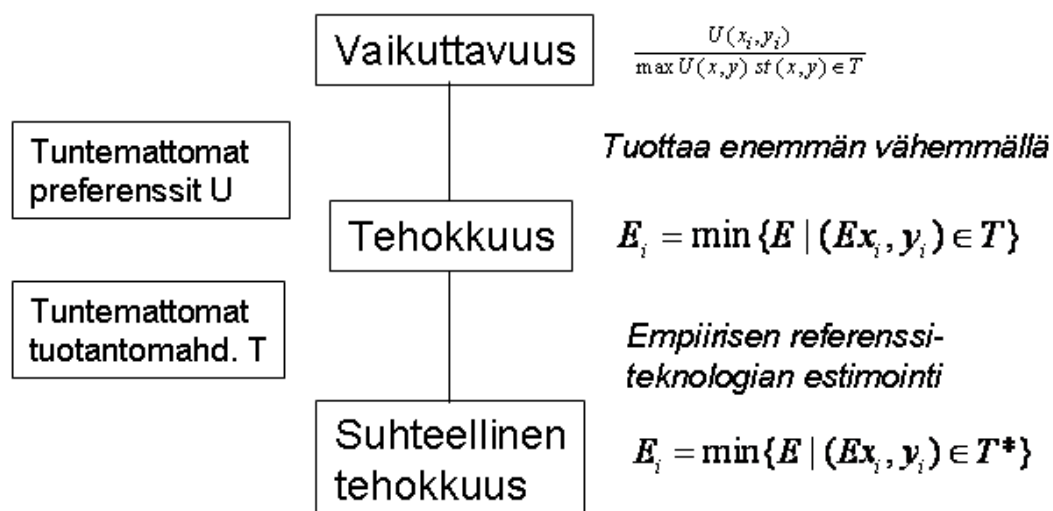 Vaikuttavuus
U(x_i, y_i)
max U(x, y) st (x, y) ∈ T
Tuntemattomat
preferenssit U
Tuottaa enemmän vähemmällä
Tehokkuus
E_i = min {E | (Ex_i, y_i) ∈ T}
Tuntemattomat
tuotantomahd. T
Empiirisen referenssi-
teknologian estimointi
Suhteellinen
tehokkuus
E_i = min{E | (Ex_i, y_i) ∈ T*}